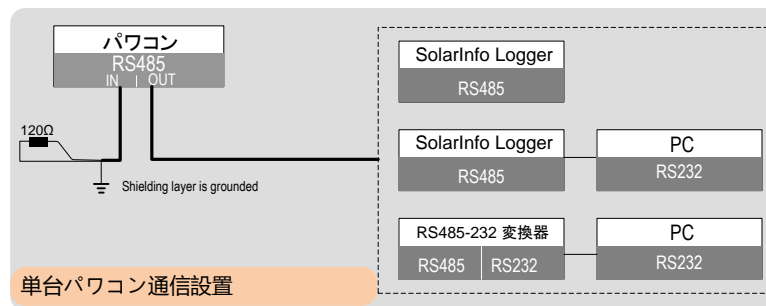 パワコン
RS485
IN | OUT
120Ω
Shielding layer is grounded
SolarInfo Logger
RS485
SolarInfo Logger
RS485
PC
RS232
RS485-232 変換器
RS485 RS232
PC
RS232
単台パワコン通信設置